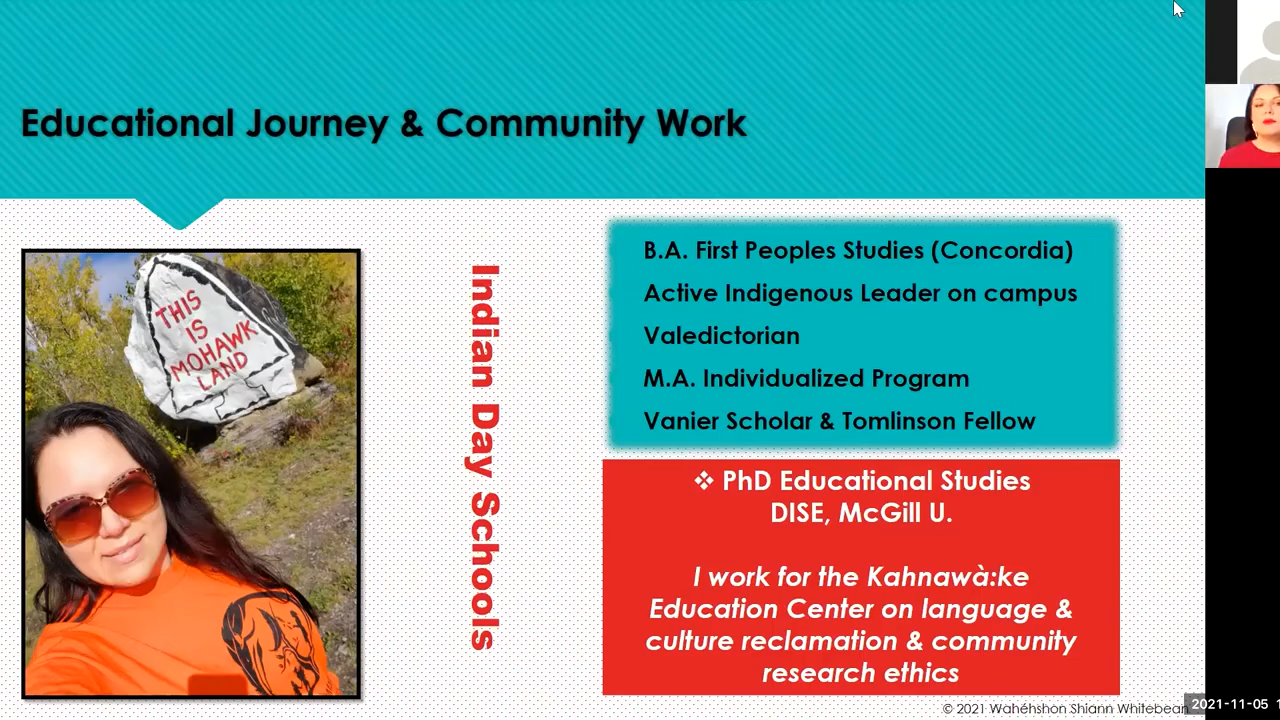 Educational Journey & Community Work
THIS
IS
MOHAWK
LAND
Indian Day Schools
B.A. First Peoples Studies (Concordia)
Active Indigenous Leader on campus
Valedictorian
M.A. Individualized Program
Vanier Scholar & Tomlinson Fellow
❖ PhD Educational Studies
DISE, McGill U.
I work for the Kahnawà:ke
Education Center on language &
culture reclamation & community
research ethics
© 2021 Wahéhshon Shiann Whitebean
2021-11-05